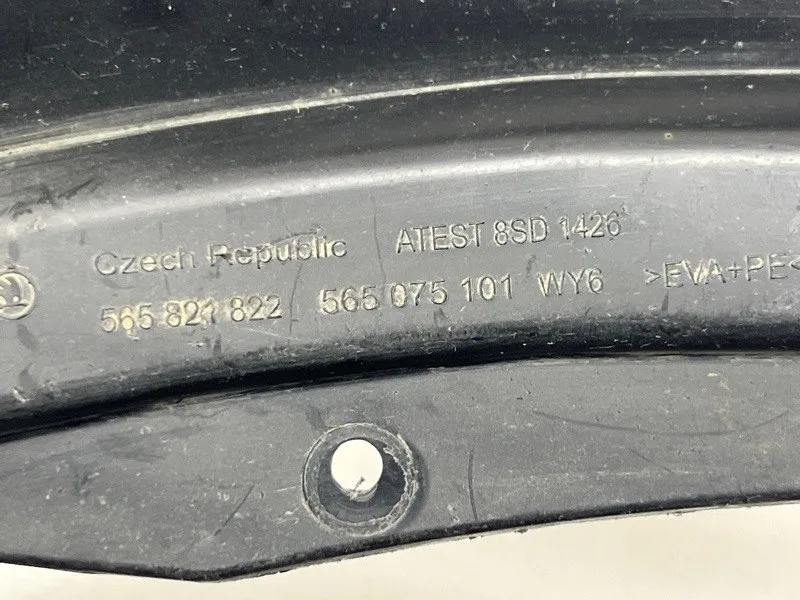 Czech Republic ATEST 8SD 1426
565 821 822 565 075 101 WY6 >EVA+PE<